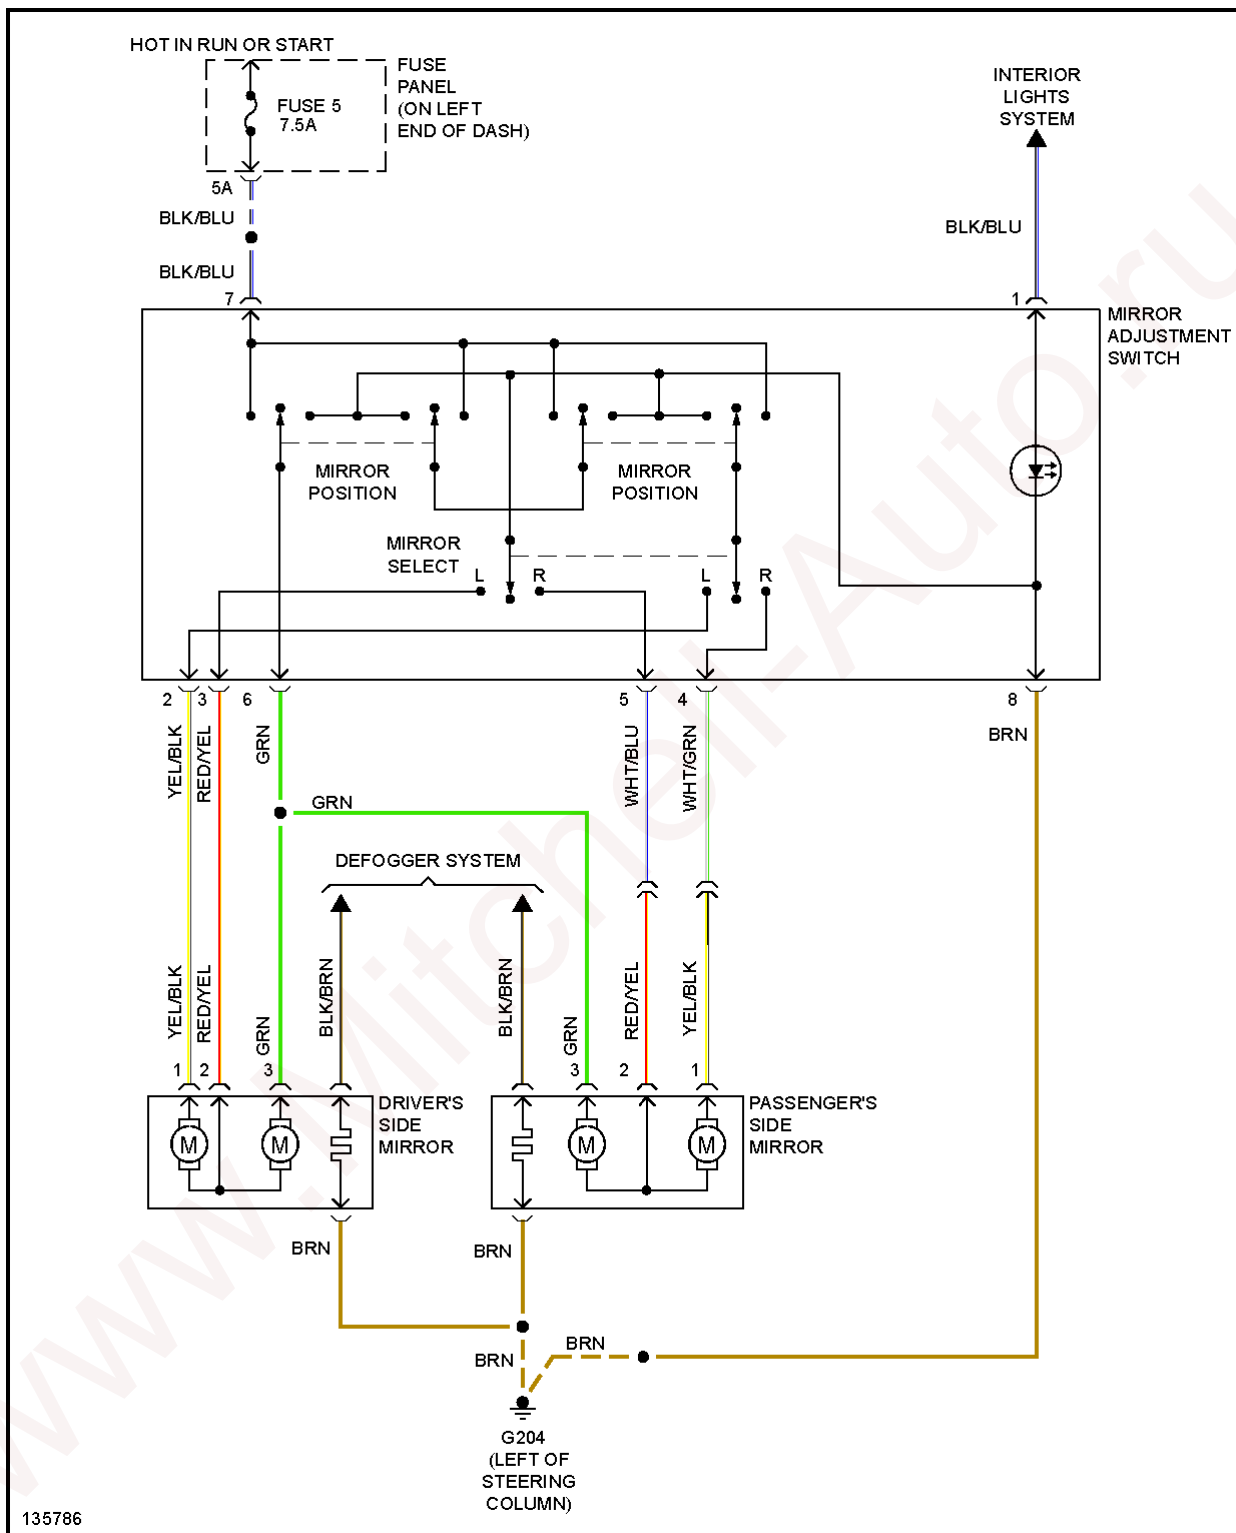 HOT IN RUN OR START
FUSE
PANEL
(ON LEFT
END OF DASH)
FUSE 5
7.5A
INTERIOR
LIGHTS
SYSTEM
5A
BLK/BLU
BLK/BLU
BLK/BLU
7
1
MIRROR
ADJUSTMENT
SWITCH
MIRROR
POSITION
MIRROR
POSITION
MIRROR
SELECT
L
R
L
R
2
3
6
5
4
8
YEL/BLK
RED/YEL
GRN
WHT/BLU
WHT/GRN
BRN
GRN
DEFOGGER SYSTEM
YEL/BLK
RED/YEL
GRN
BLK/BRN
BLK/BRN
GRN
RED/YEL
YEL/BLK
1
2
3
3
2
1
DRIVER'S
SIDE
MIRROR
PASSENGER'S
SIDE
MIRROR
M
M
M
M
BRN
BRN
BRN
BRN
G204
(LEFT OF
STEERING
COLUMN)
135786
www.Mitchell-Auto.ru